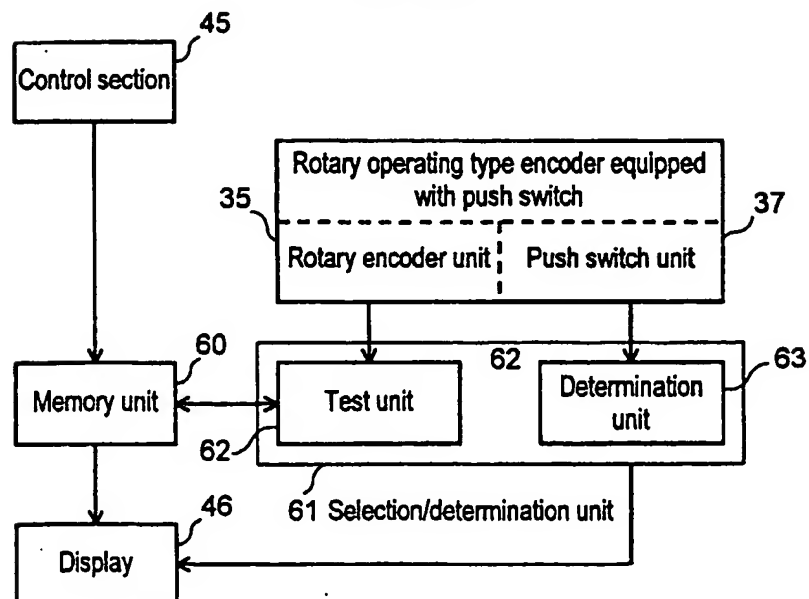 45
Control section
Rotary operating type encoder equipped
with push switch
35
37
Rotary encoder unit
Push switch unit
60
62
63
Memory unit
Test unit
Determination
unit
62
46
61 Selection/determination unit
Display